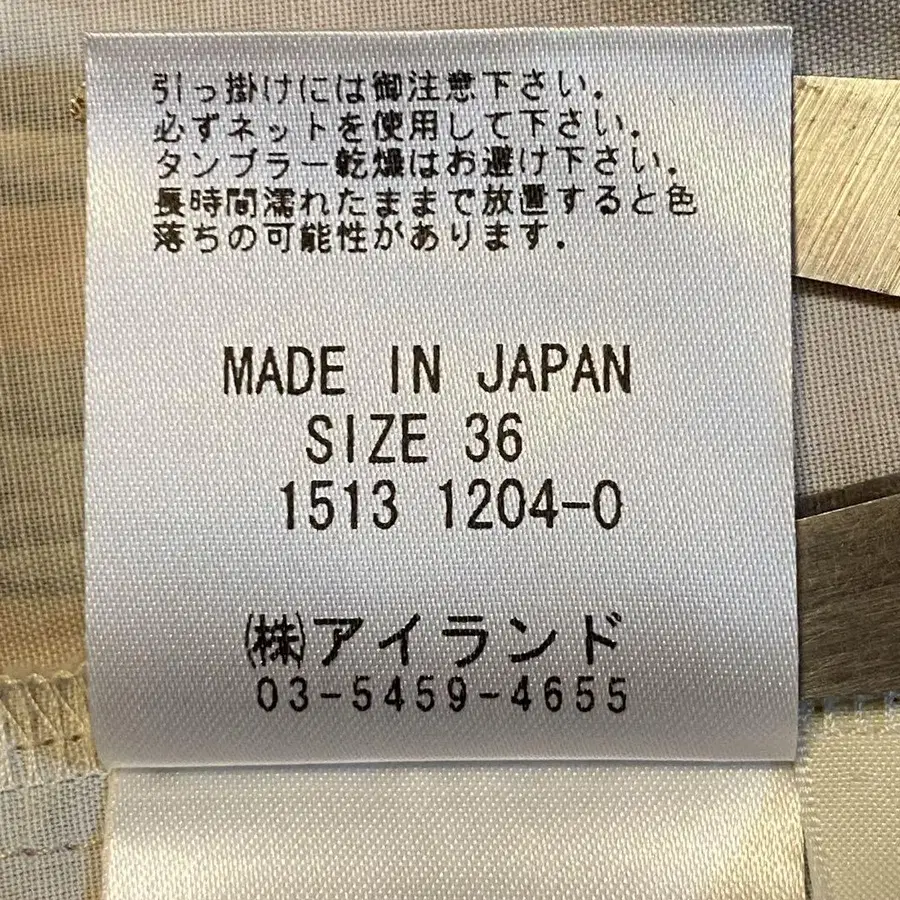 引っ掛けには御注意下さい。
必ずネットを使用して下さい。
タンブラー乾燥はお避け下さい。
長時間濡れたままで放置すると色
落ちの可能性があります。
MADE IN JAPAN
SIZE 36
1513 1204-0
㈱アイランド
03-5459-4655